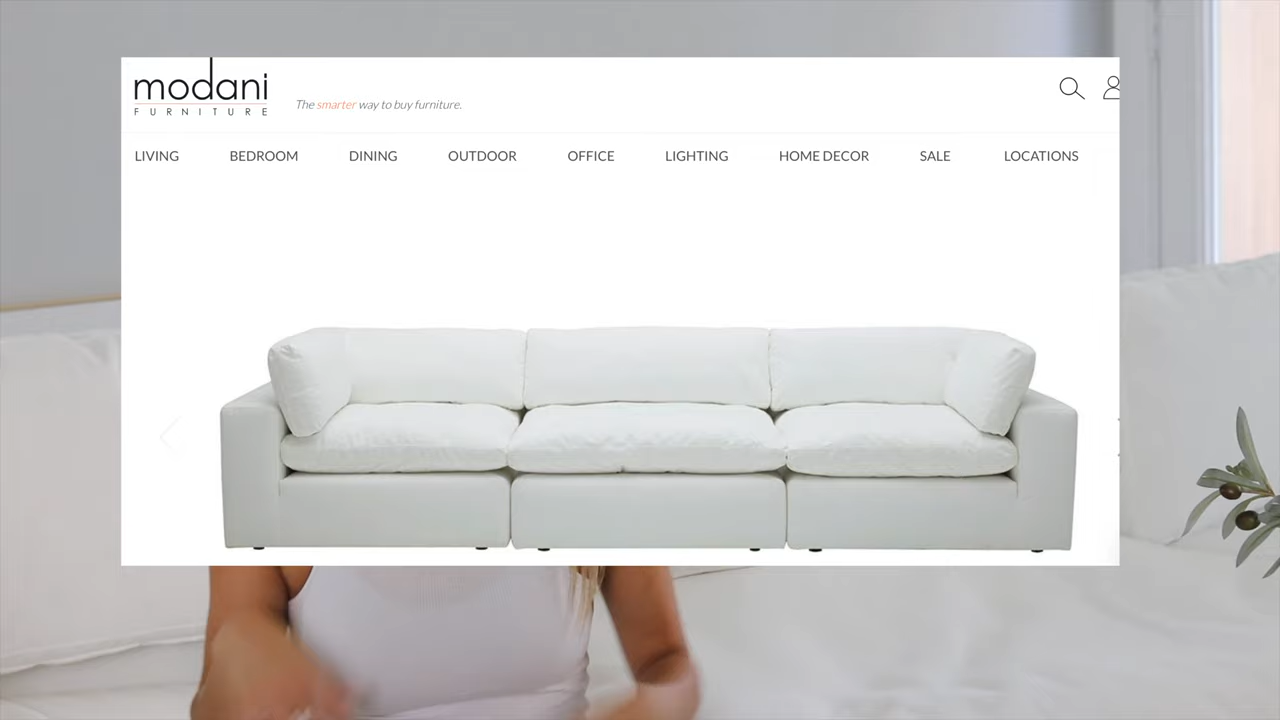 modani
FURNITURE
The smarter way to buy furniture.
LIVING BEDROOM DINING OUTDOOR OFFICE LIGHTING HOME DECOR SALE LOCATIONS